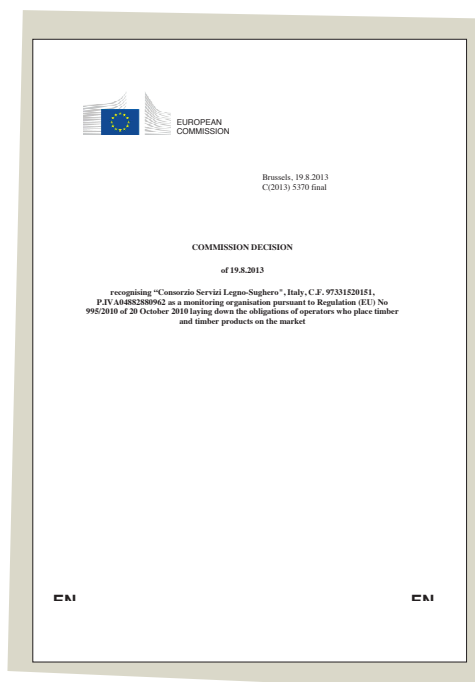 EUROPEAN
COMMISSION
Brussels, 19.8.2013
C(2013) 5370 final
COMMISSION DECISION
of 19.8.2013
recognising “Consorzio Servizi Legno-Sughero", Italy, C.F. 97331520151,
P.IVA04882880962 as a monitoring organisation pursuant to Regulation (EU) No
995/2010 of 20 October 2010 laying down the obligations of operators who place timber
and timber products on the market
EN EN